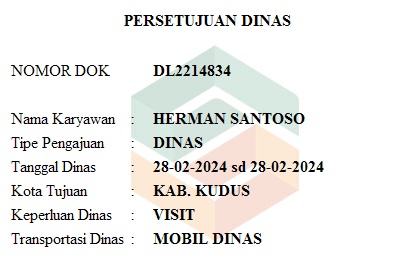 PERSETUJUAN DINAS
NOMOR DOK DL2214834
Nama Karyawan : HERMAN SANTOSO
Tipe Pengajuan : DINAS
Tanggal Dinas : 28-02-2024 sd 28-02-2024
Kota Tujuan : KAB. KUDUS
Keperluan Dinas : VISIT
Transportasi Dinas : MOBIL DINAS